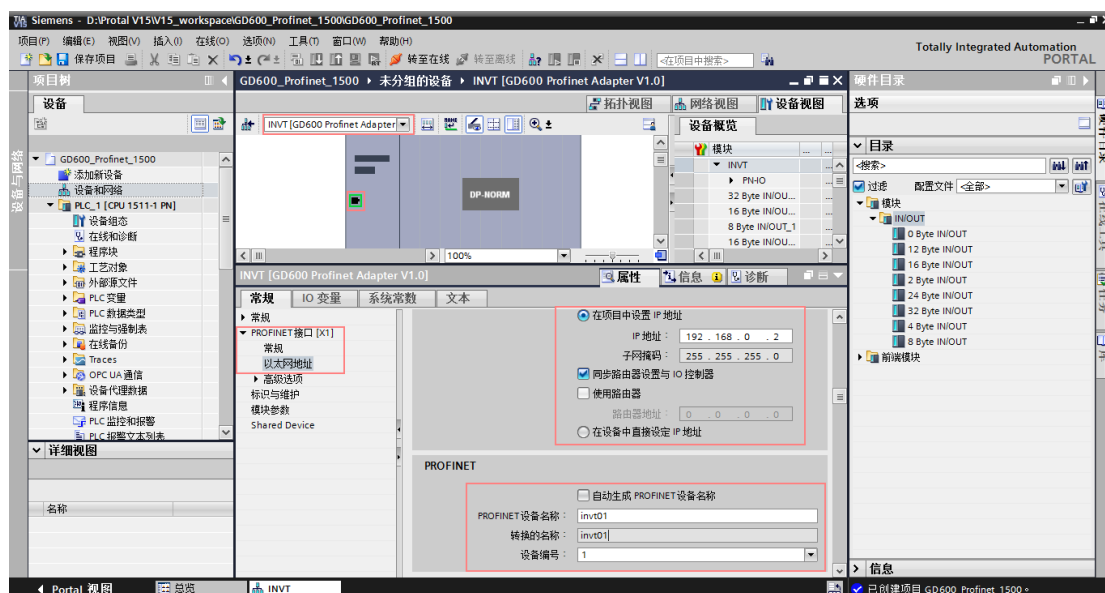 Siemens - D:\Protal V15\V15_workspace\GD600_Profinet_1500\GD600_Profinet_1500
项目(P) 编辑(E) 视图(V) 插入(I) 在线(O) 选项(N) 工具(T) 窗口(W) 帮助(H)
Totally Integrated Automation
PORTAL
保存项目 转至在线 转至离线 <在项目中搜索>
项目树
GD600_Profinet_1500 ▸ 未分组的设备 ▸ INVT [GD600 Profinet Adapter V1.0]
硬件目录
设备
拓扑视图 网络视图 设备视图
选项
INVT [GD600 Profinet Adapter
设备概览
DP-NORM
100%
模块 ... ...
INVT
PN-IO
32 Byte IN/OU...
16 Byte IN/OU...
8 Byte IN/OUT_1
16 Byte IN/OU...
GD600_Profinet_1500
添加新设备
设备和网络
PLC_1 [CPU 1511-1 PN]
设备组态
在线和诊断
程序块
工艺对象
外部源文件
PLC 变量
PLC 数据类型
监控与强制表
在线备份
Traces
OPC UA 通信
设备代理数据
程序信息
PLC 监控和报警
PLC 报警文本列表
详细视图
名称
设备与网络
INVT [GD600 Profinet Adapter V1.0]
属性 信息 诊断
常规 IO 变量 系统常数 文本
常规
PROFINET接口 [X1]
常规
以太网地址
高级选项
标识与维护
模块参数
Shared Device
在项目中设置 IP 地址
IP 地址： 192 . 168 . 0 . 2
子网掩码： 255 . 255 . 255 . 0
同步路由器设置与 IO 控制器
使用路由器
路由器地址： 0 . 0 . 0 . 0
在设备中直接设定 IP 地址
PROFINET
自动生成 PROFINET 设备名称
PROFINET 设备名称： invt01
转换的名称： invt01
设备编号： 1
目录
<搜索>
过滤 配置文件 <全部>
模块
IN/OUT
0 Byte IN/OUT
12 Byte IN/OUT
16 Byte IN/OUT
2 Byte IN/OUT
24 Byte IN/OUT
32 Byte IN/OUT
4 Byte IN/OUT
8 Byte IN/OUT
前端模块
信息
Portal 视图 总览 INVT
已创建项目 GD600_Profinet_1500。